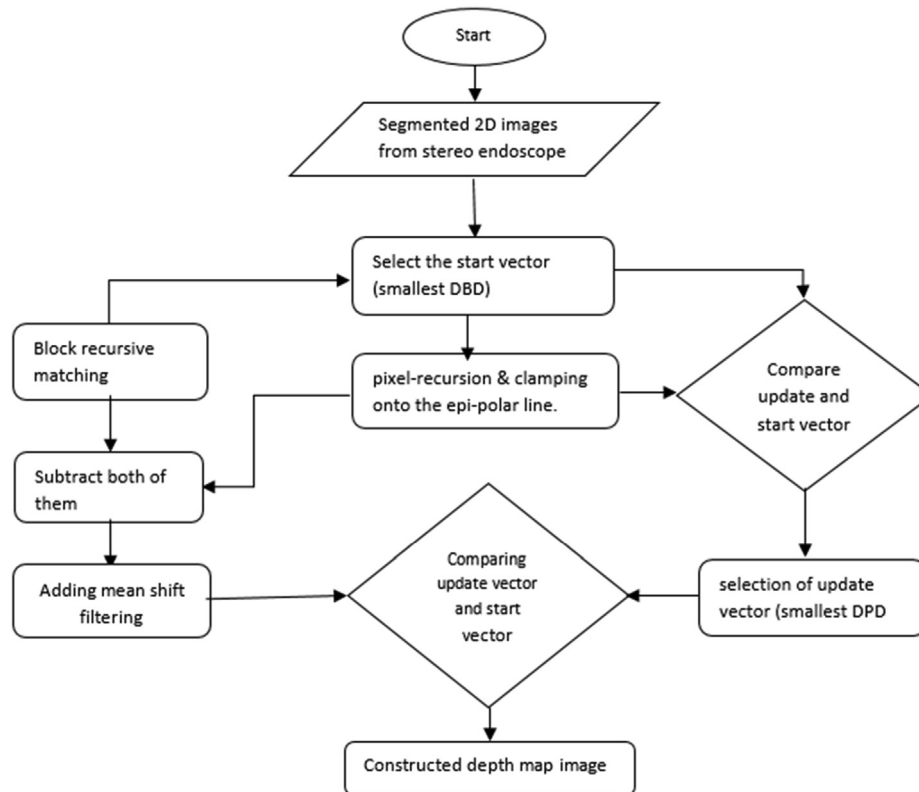 Start
Segmented 2D images
from stereo endoscope
Select the start vector
(smallest DBD)
Block recursive
matching
pixel-recursion & clamping
onto the epi-polar line.
Compare
update and
start vector
Subtract both of
them
Adding mean shift
filtering
Comparing
update vector
and start
vector
selection of update
vector (smallest DPD
Constructed depth map image